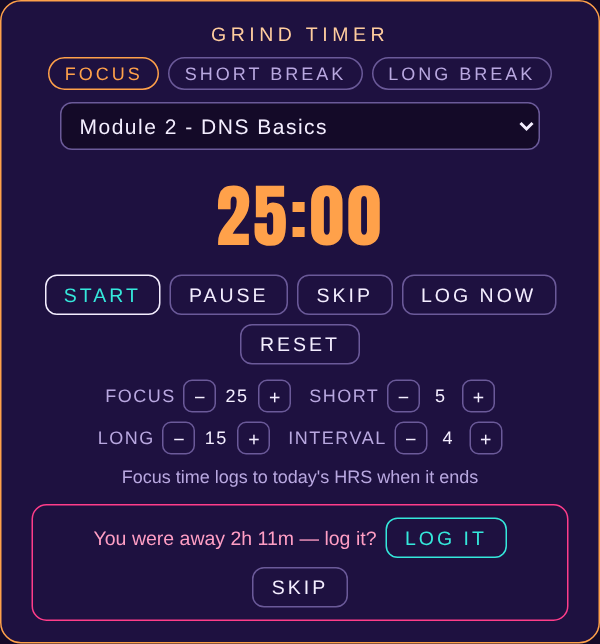 GRIND TIMER
FOCUS SHORT BREAK LONG BREAK
Module 2 - DNS Basics
25:00
START PAUSE SKIP LOG NOW
RESET
FOCUS − 25 + SHORT − 5 +
LONG − 15 + INTERVAL − 4 +
Focus time logs to today's HRS when it ends
You were away 2h 11m — log it? LOG IT
SKIP